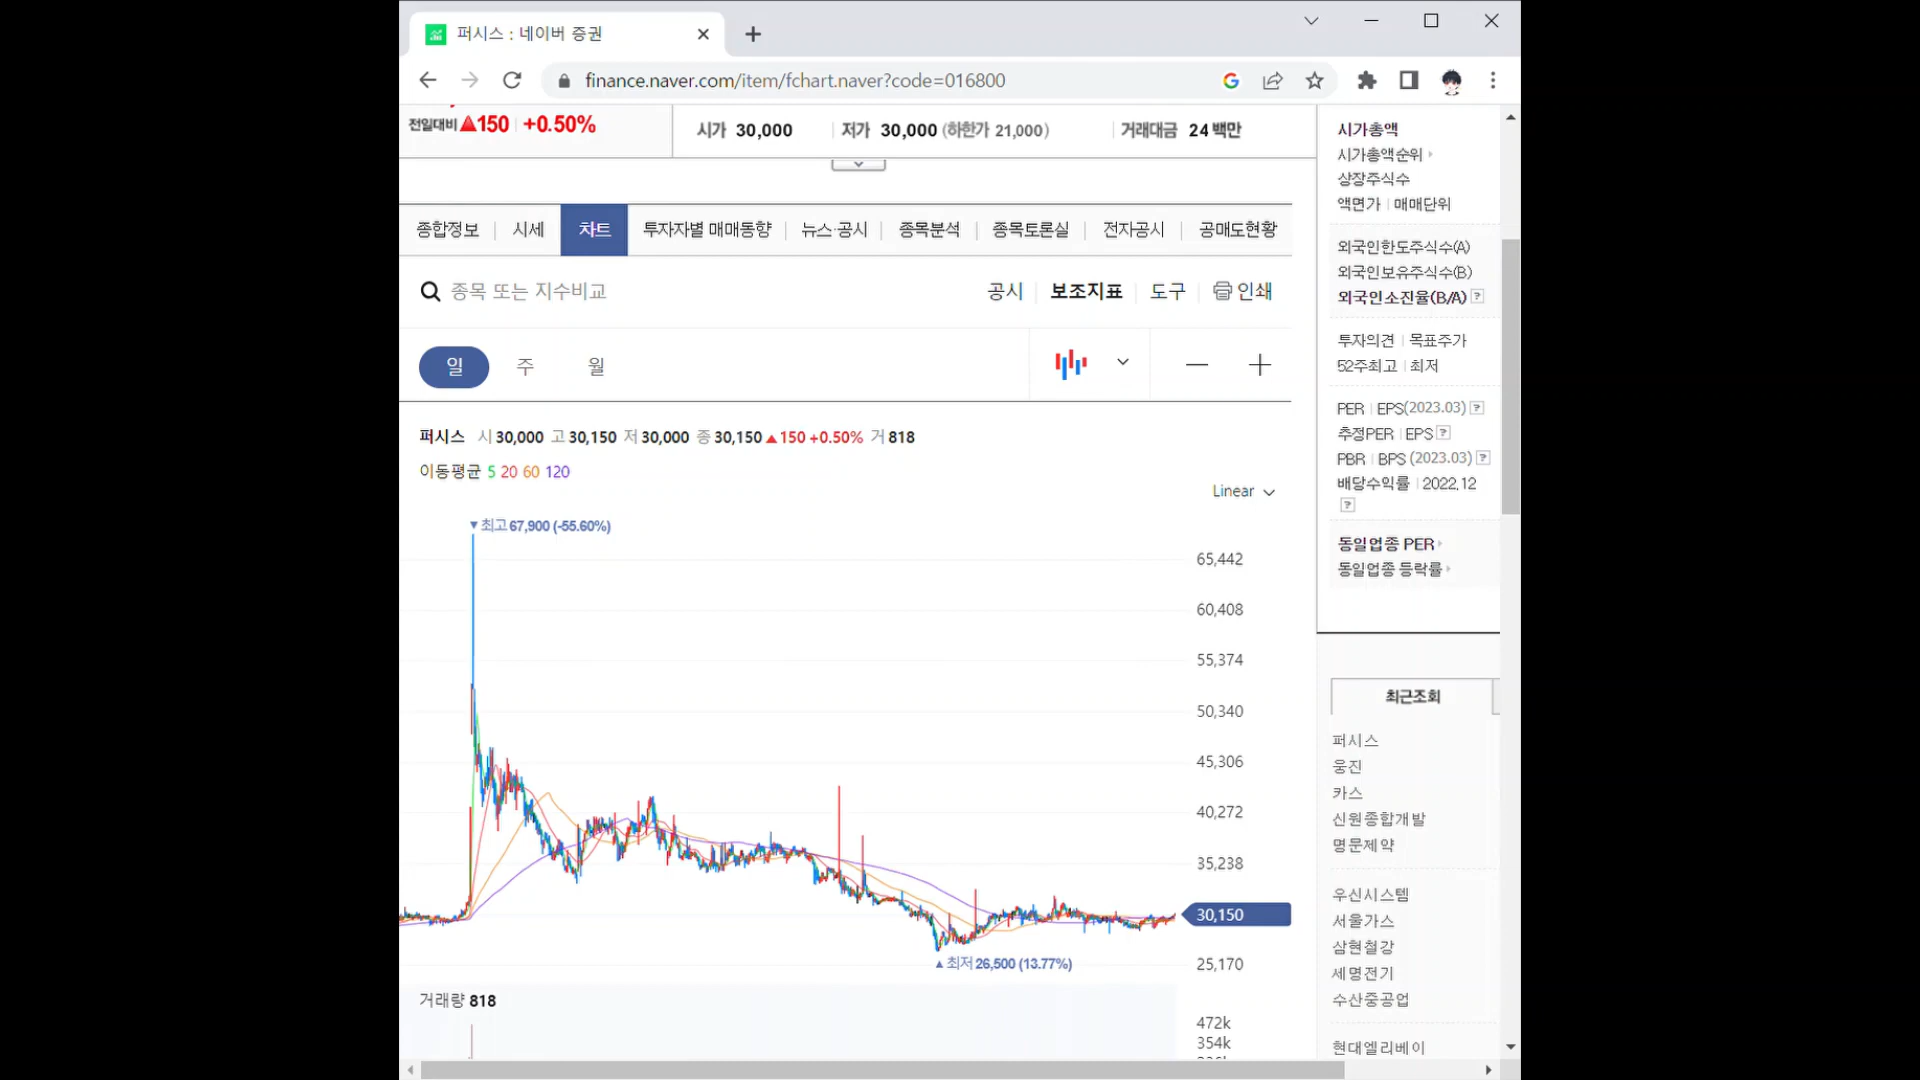 퍼시스 : 네이버 증권
finance.naver.com/item/fchart.naver?code=016800
전일대비 ▲150 +0.50%
시가 30,000 저가 30,000 (하한가 21,000) 거래대금 24 백만
종합정보 시세 차트 투자자별 매매동향 뉴스·공시 종목분석 종목토론실 전자공시 공매도현황
종목 또는 지수비교 공시 보조지표 도구 인쇄
일 주 월
퍼시스 시 30,000 고 30,150 저 30,000 종 30,150 ▲150 +0.50% 거 818
이동평균 5 20 60 120
Linear
▼최고 67,900 (-55.60%)
65,442
60,408
55,374
50,340
45,306
40,272
35,238
30,150
▲최저 26,500 (13.77%)
25,170
거래량 818
472k
354k
시가총액
시가총액순위
상장주식수
액면가 매매단위
외국인한도주식수(A)
외국인보유주식수(B)
외국인소진율(B/A) ?
투자의견 목표주가
52주최고 최저
PER EPS(2023.03) ?
추정PER EPS ?
PBR BPS (2023.03) ?
배당수익률 2022.12
?
동일업종 PER
동일업종 등락률
최근조회
퍼시스
웅진
카스
신원종합개발
명문제약
우신시스템
서울가스
삼현철강
세명전기
수산중공업
현대엘리베이